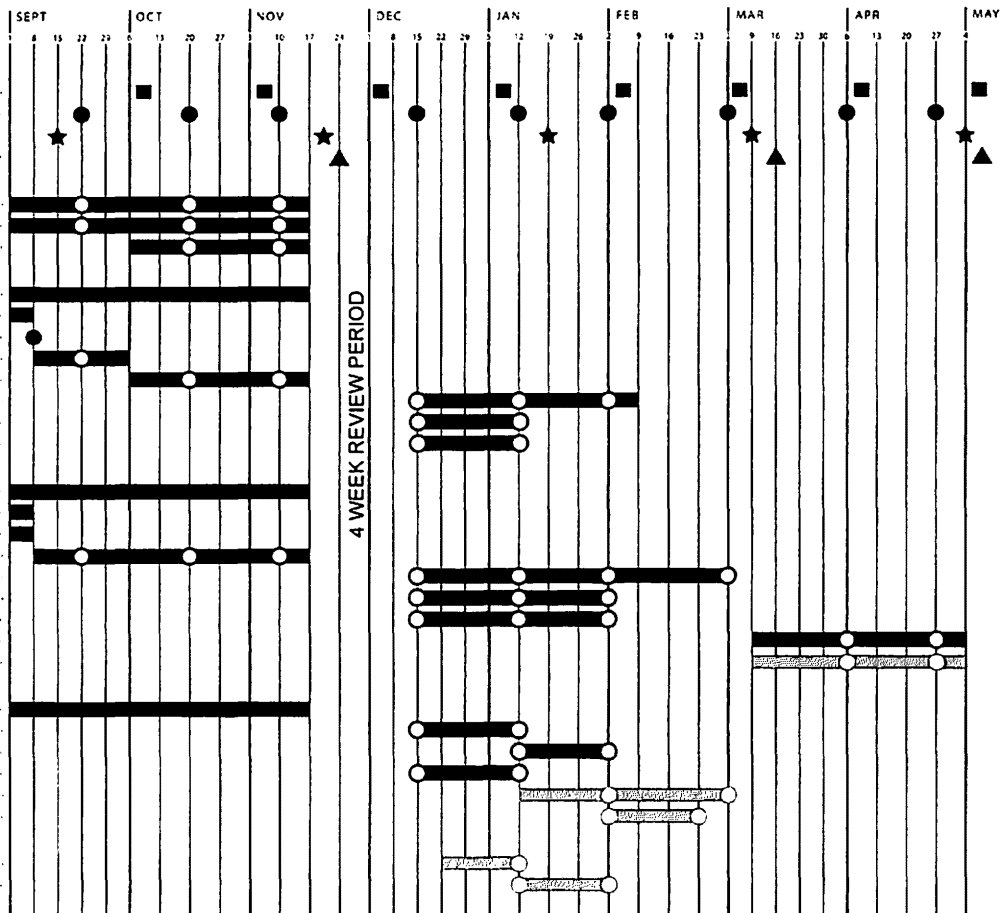 SEPT OCT NOV DEC JAN FEB MAR APR MAY
8 15 22 29 6 13 20 27 3 10 17 24 1 8 15 22 29 5 12 19 26 2 9 16 23 2 9 16 23 30 6 13 20 27 4
4 WEEK REVIEW PERIOD